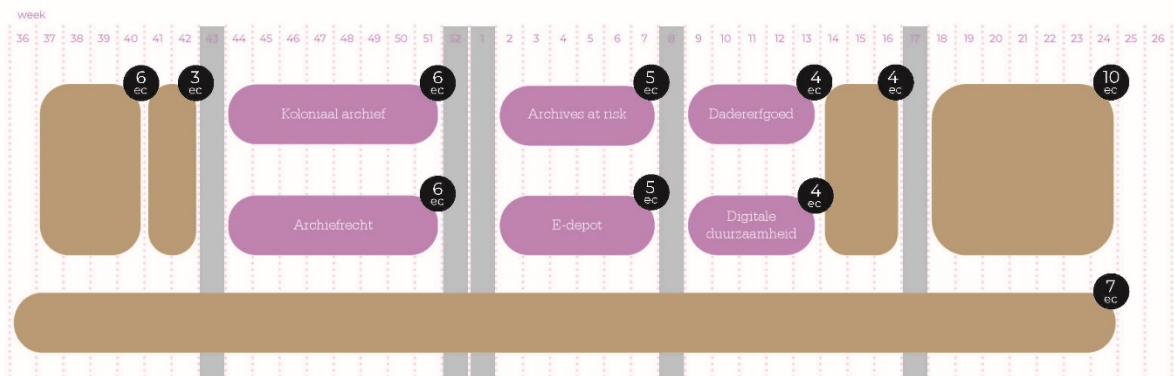 week
36 37 38 39 40 41 42 43 44 45 46 47 48 49 50 51 52 1 2 3 4 5 6 7 8 9 10 11 12 13 14 15 16 17 18 19 20 21 22 23 24 25 26
6 ec
3 ec
6 ec
5 ec
4 ec
4 ec
10 ec
Koloniaal archief
Archives at risk
Dadererfgoed
6 ec
5 ec
4 ec
Archiefrecht
E-depot
Digitale
duurzaamheid
7 ec